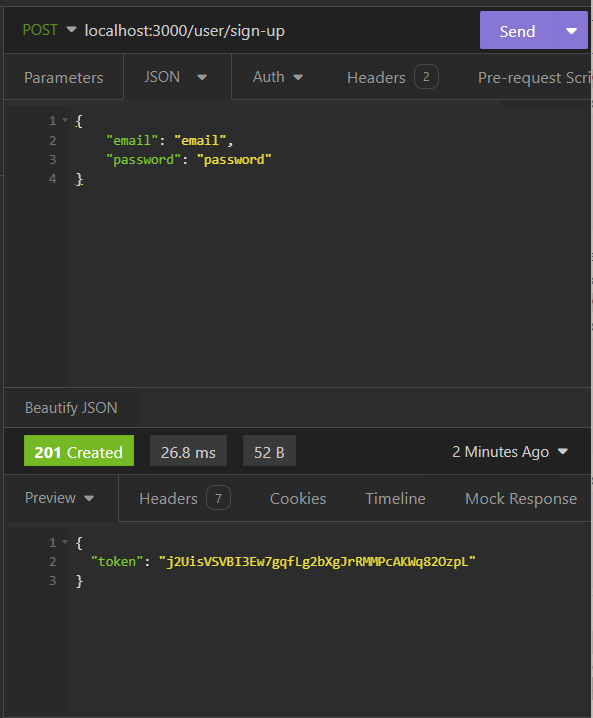 POST localhost:3000/user/sign-up Send
Parameters JSON Auth Headers 2 Pre-request Scri
1 {
2 "email": "email",
3 "password": "password"
4 }
Beautify JSON
201 Created 26.8 ms 52 B 2 Minutes Ago
Preview Headers 7 Cookies Timeline Mock Response
1 {
2 "token": "j2UisVSVBI3Ew7gqfLg2bXgJrRMMPcAKWq82OzpL"
3 }